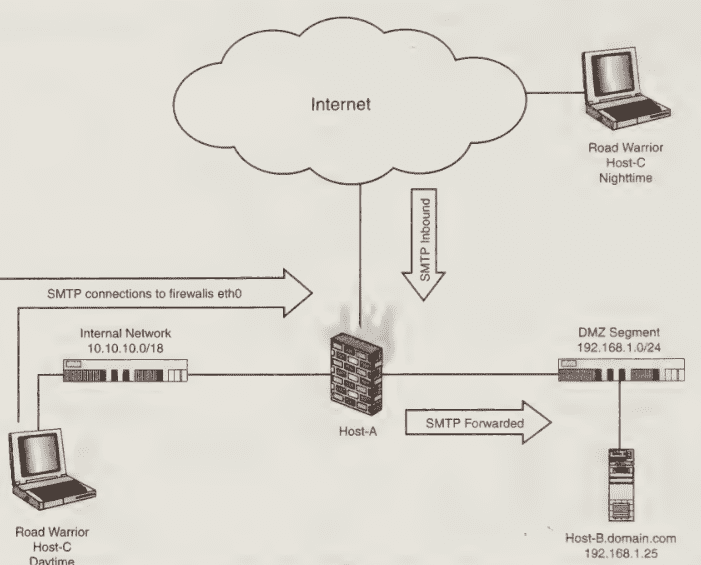 Internet
Road Warrior
Host-C
Nighttime
SMTP Inbound
SMTP connections to firewalis eth0
Internal Network
10.10.10.0/18
DMZ Segment
192.168.1.0/24
Host-A
SMTP Forwarded
Road Warrior
Host-C
Daytime
Host-B.domain.com
192.168.1.25